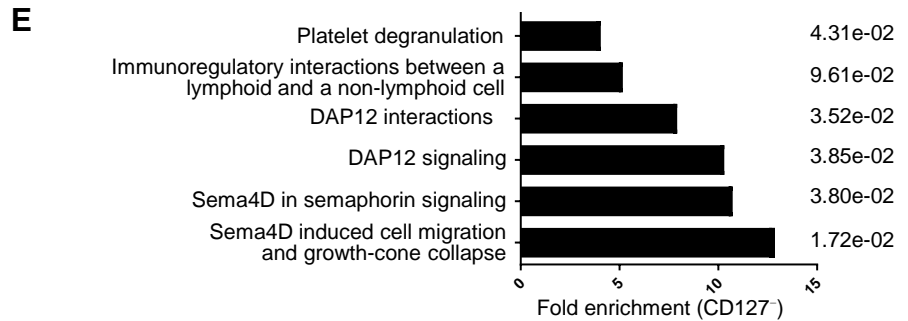 E
Platelet degranulation 4.31e-02
Immunoregulatory interactions between a
lymphoid and a non-lymphoid cell 9.61e-02
DAP12 interactions 3.52e-02
DAP12 signaling 3.85e-02
Sema4D in semaphorin signaling 3.80e-02
Sema4D induced cell migration
and growth-cone collapse 1.72e-02
0 5 10 15
Fold enrichment (CD127⁻)